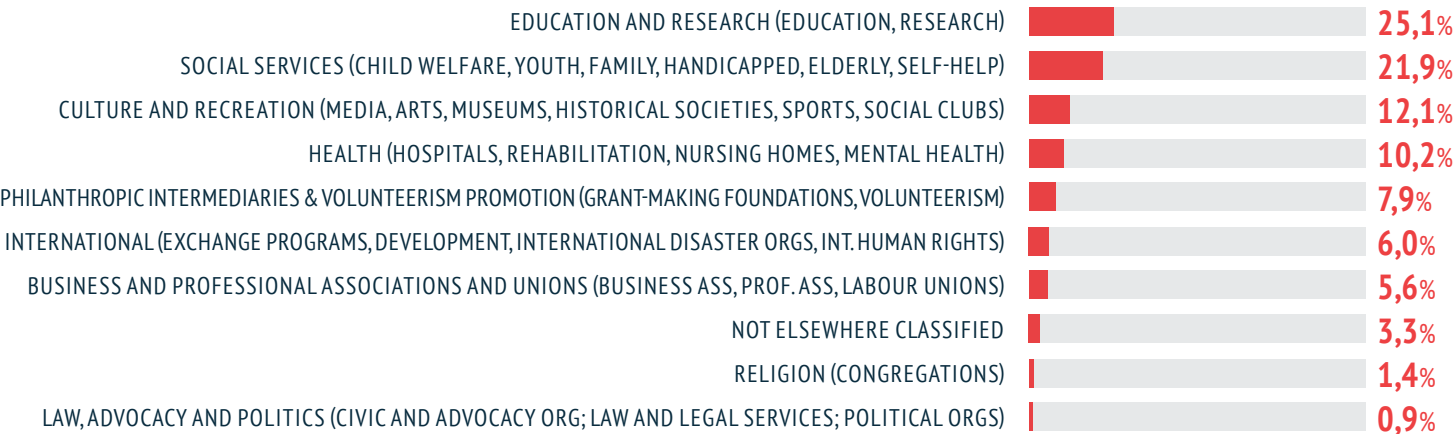 EDUCATION AND RESEARCH (EDUCATION, RESEARCH) 25,1%
SOCIAL SERVICES (CHILD WELFARE, YOUTH, FAMILY, HANDICAPPED, ELDERLY, SELF-HELP) 21,9%
CULTURE AND RECREATION (MEDIA, ARTS, MUSEUMS, HISTORICAL SOCIETIES, SPORTS, SOCIAL CLUBS) 12,1%
HEALTH (HOSPITALS, REHABILITATION, NURSING HOMES, MENTAL HEALTH) 10,2%
PHILANTHROPIC INTERMEDIARIES & VOLUNTEERISM PROMOTION (GRANT-MAKING FOUNDATIONS, VOLUNTEERISM) 7,9%
INTERNATIONAL (EXCHANGE PROGRAMS, DEVELOPMENT, INTERNATIONAL DISASTER ORGS, INT. HUMAN RIGHTS) 6,0%
BUSINESS AND PROFESSIONAL ASSOCIATIONS AND UNIONS (BUSINESS ASS, PROF. ASS, LABOUR UNIONS) 5,6%
NOT ELSEWHERE CLASSIFIED 3,3%
RELIGION (CONGREGATIONS) 1,4%
LAW, ADVOCACY AND POLITICS (CIVIC AND ADVOCACY ORG; LAW AND LEGAL SERVICES; POLITICAL ORGS) 0,9%